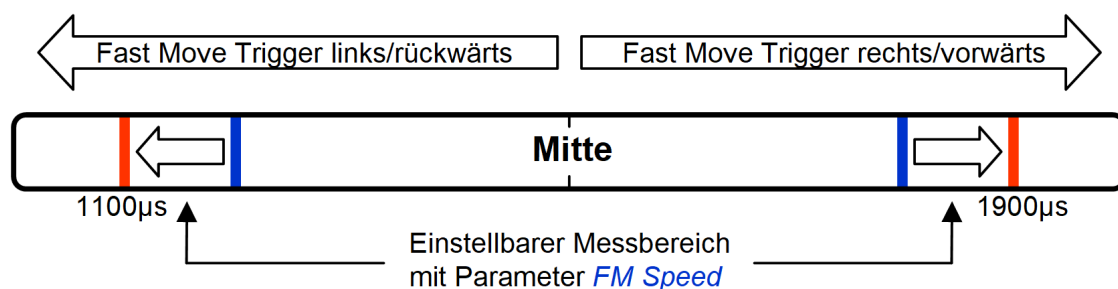 Fast Move Trigger links/rückwärts
Fast Move Trigger rechts/vorwärts
Mitte
1100µs
1900µs
Einstellbarer Messbereich
mit Parameter FM Speed